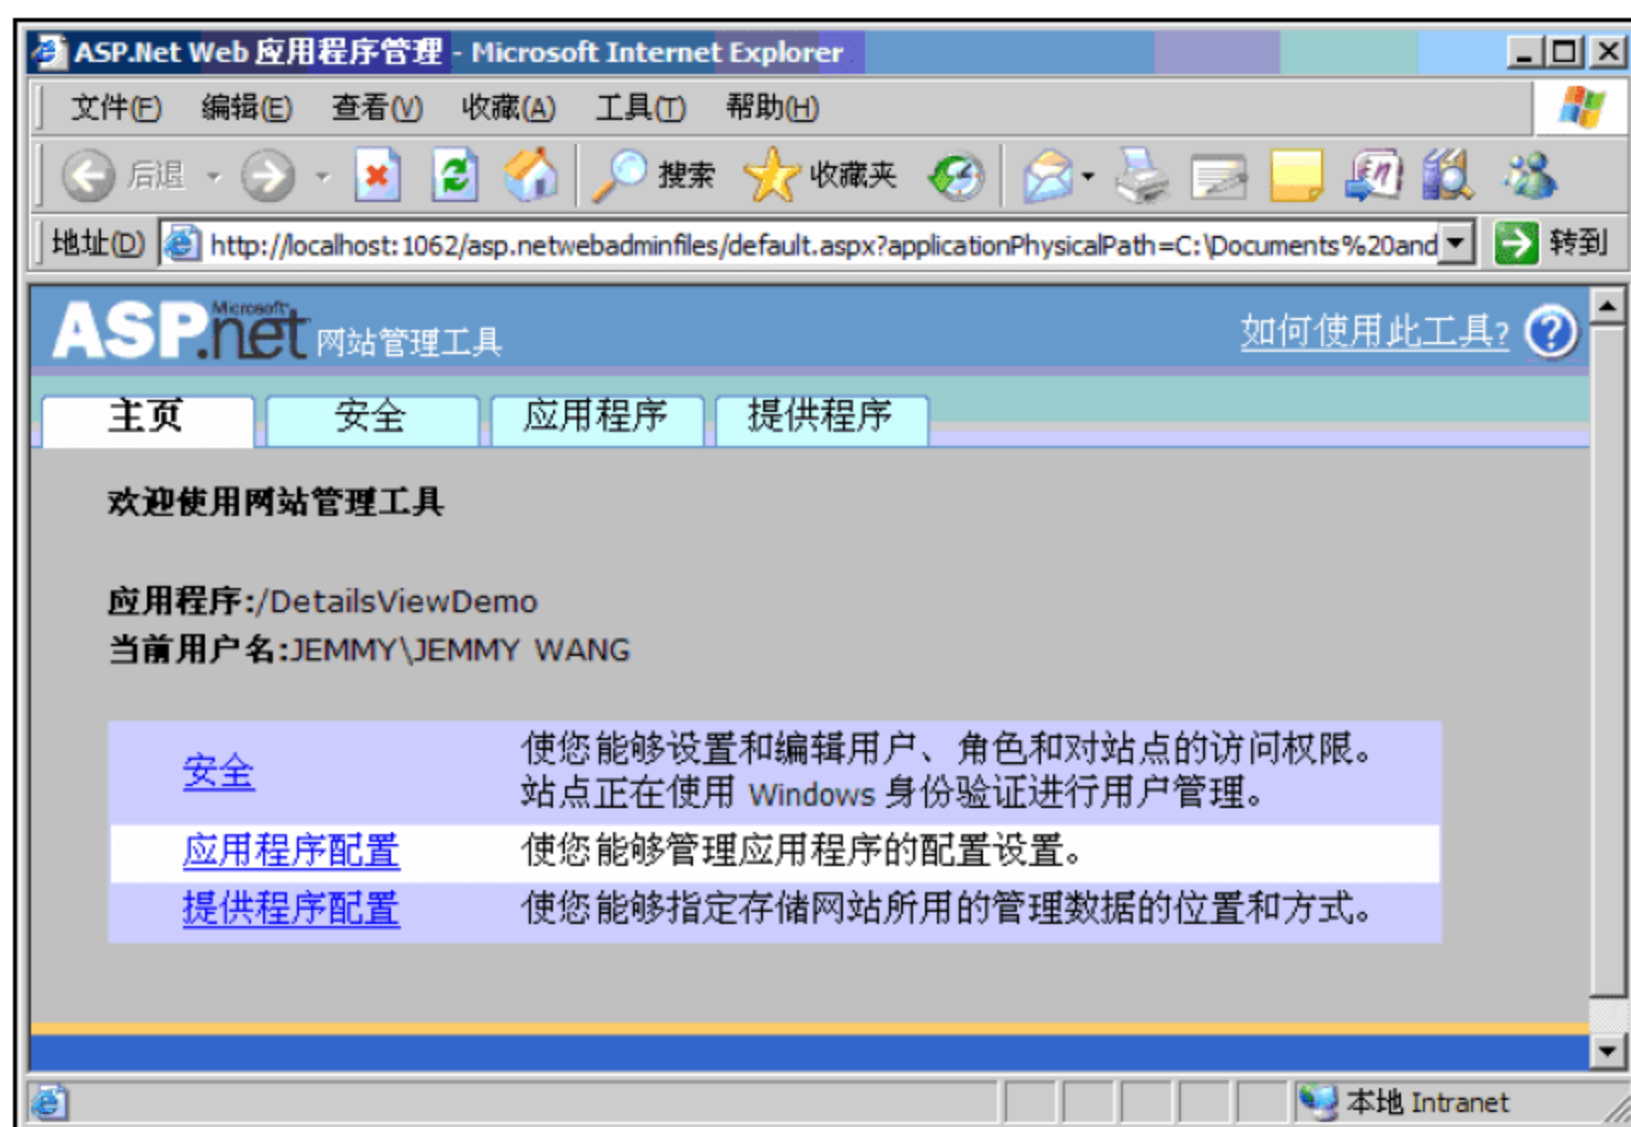 ASP.Net Web 应用程序管理 - Microsoft Internet Explorer
文件(F) 编辑(E) 查看(V) 收藏(A) 工具(T) 帮助(H)
后退 搜索 收藏夹
地址(D) http://localhost:1062/asp.netwebadminfiles/default.aspx?applicationPhysicalPath=C:\Documents%20and 转到
Microsoft
ASP.net 网站管理工具 如何使用此工具? ?
主页 安全 应用程序 提供程序
欢迎使用网站管理工具
应用程序:/DetailsViewDemo
当前用户名:JEMMY\JEMMY WANG
安全 使您能够设置和编辑用户、角色和对站点的访问权限。
站点正在使用 Windows 身份验证进行用户管理。
应用程序配置 使您能够管理应用程序的配置设置。
提供程序配置 使您能够指定存储网站所用的管理数据的位置和方式。
本地 Intranet